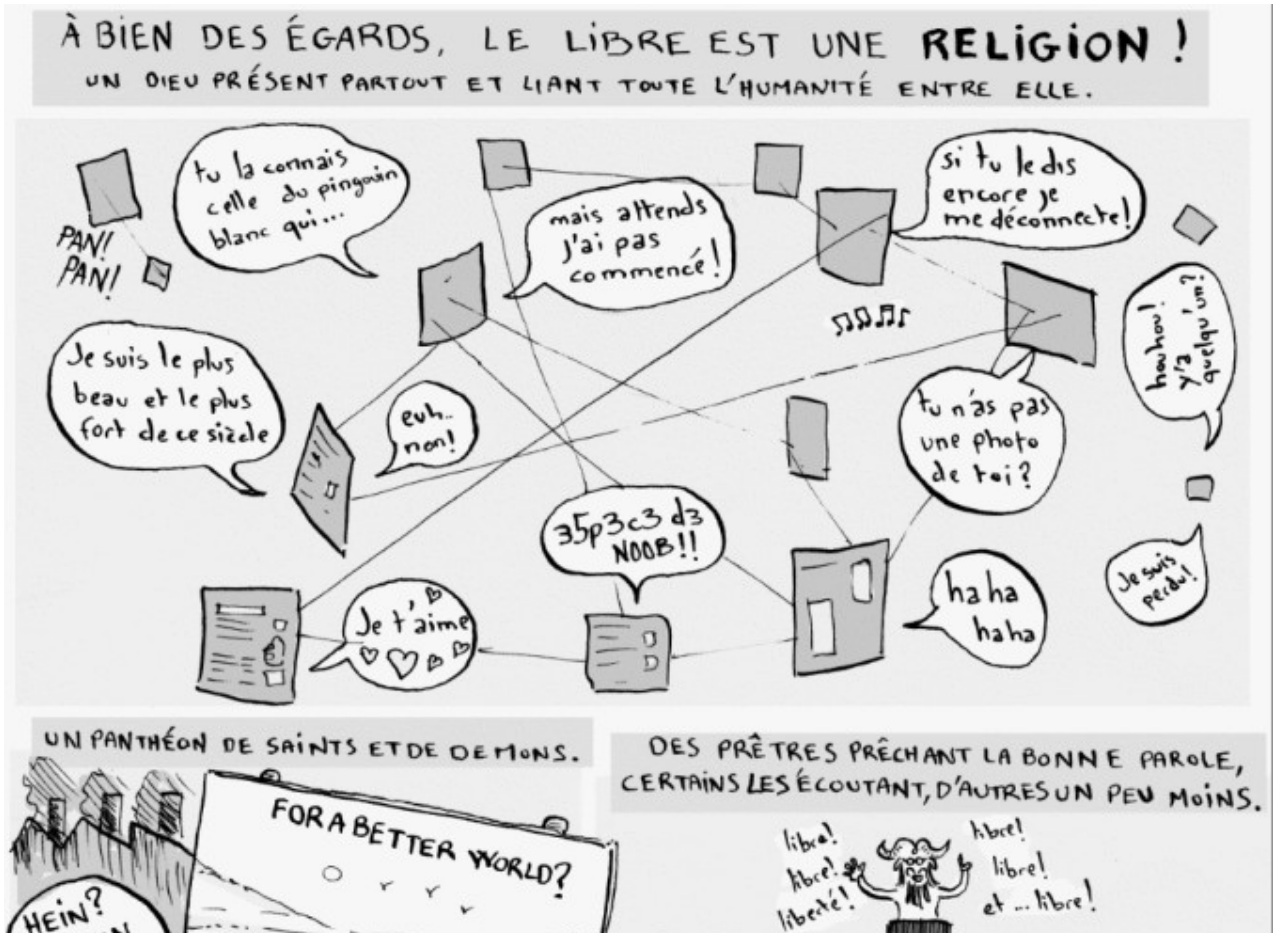 À BIEN DES ÉGARDS, LE LIBRE EST UNE RELIGION !
UN DIEU PRÉSENT PARTOUT ET LIANT TOUTE L'HUMANITÉ ENTRE ELLE.
PAN!
PAN!
tu la connais
celle du pingouin
blanc qui...
mais attends
j'ai pas
commencé!
si tu le dis
encore je
me déconnecte!
Je suis le plus
beau et le plus
fort de ce siècle
euh..
non!
tu n'as pas
une photo
de toi?
houhou!
y'a
quelqu'un?
35p3c3 d3
NOOB!!
Je t'aime
ha ha
ha ha
Je suis
perdu!
UN PANTHÉON DE SAINTS ET DE DEMONS.
FOR A BETTER WORLD?
HEIN?
DES PRÊTRES PRÊCHANT LA BONNE PAROLE,
CERTAINS LES ÉCOUTANT, D'AUTRES UN PEU MOINS.
libre!
libre!
liberté!
libre!
libre!
et ... libre!